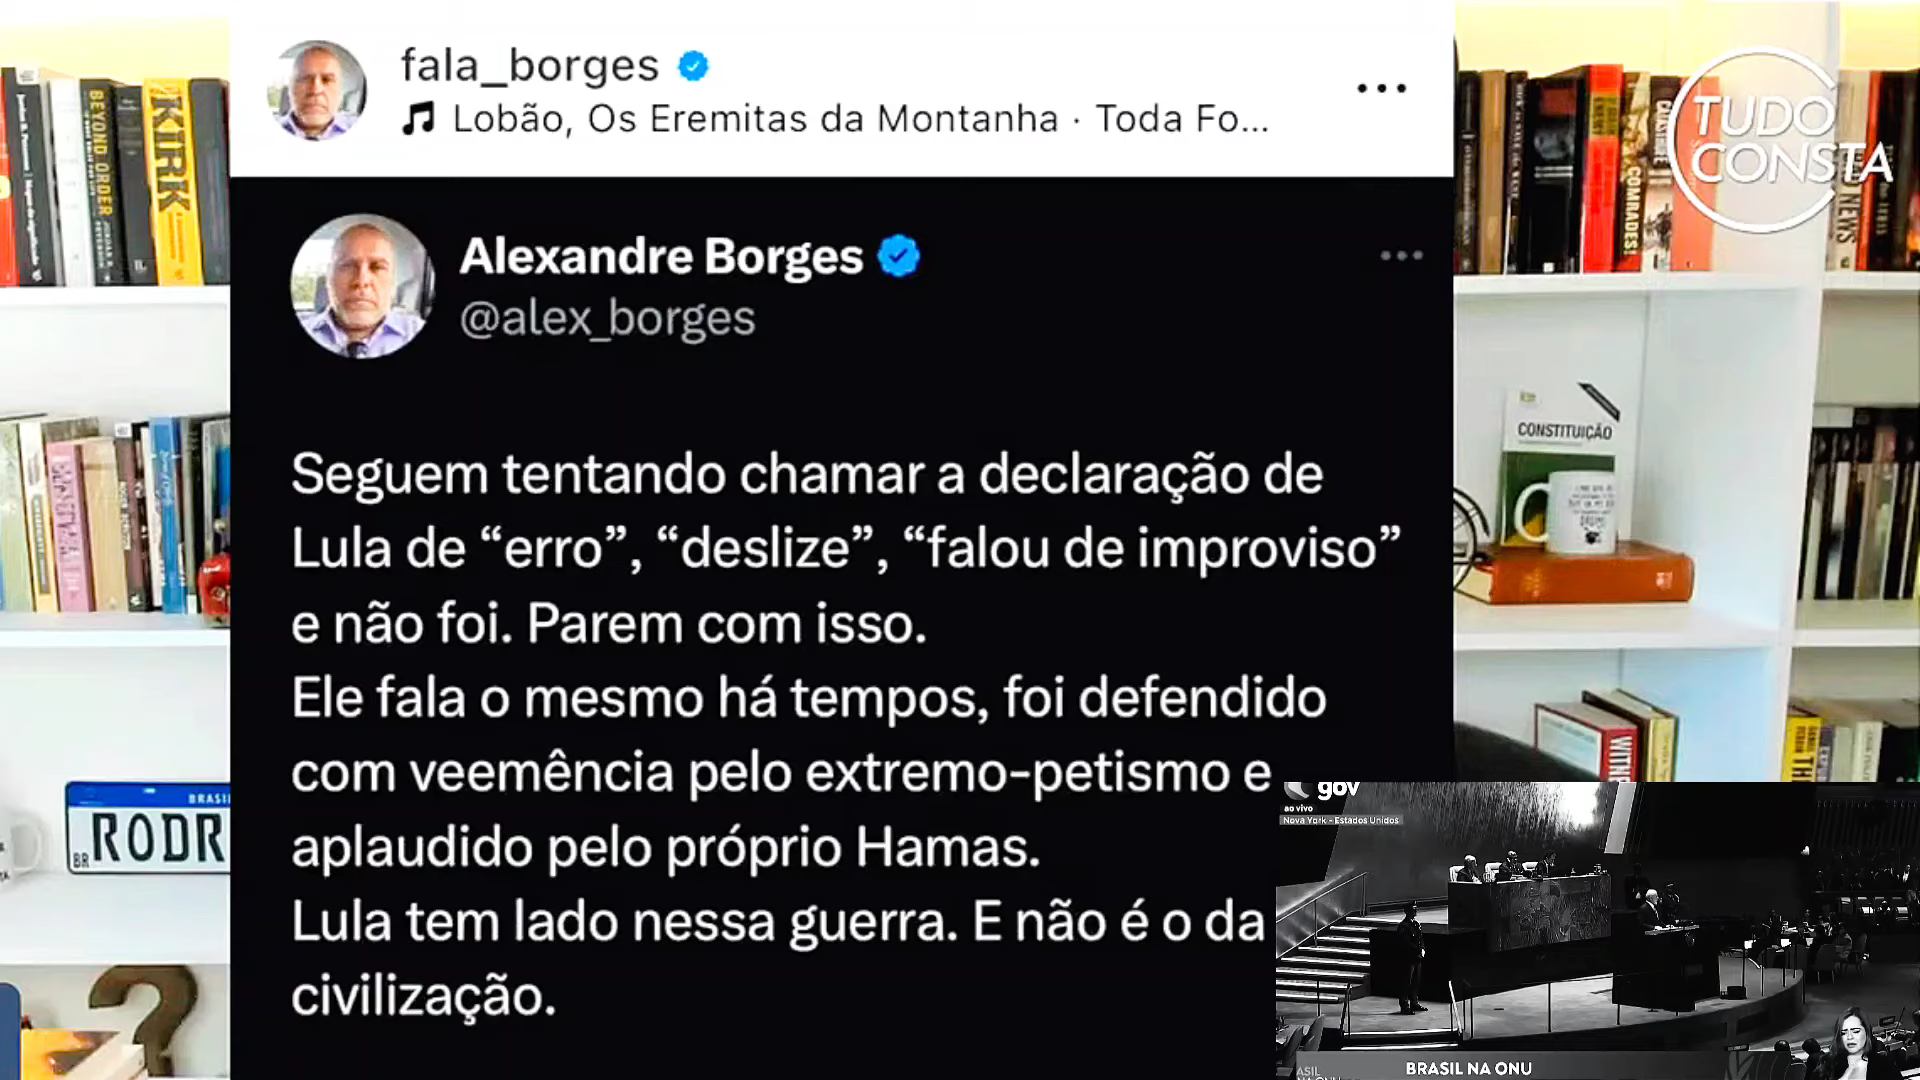 fala_borges
Lobão, Os Eremitas da Montanha · Toda Fo...
TUDO
CONSTA
Alexandre Borges
@alex_borges
Seguem tentando chamar a declaração de
Lula de “erro”, “deslize”, “falou de improviso”
e não foi. Parem com isso.
Ele fala o mesmo há tempos, foi defendido
com veemência pelo extremo-petismo e
aplaudido pelo próprio Hamas.
Lula tem lado nessa guerra. E não é o da
civilização.
BEYOND ORDER
KIRK
COMRADES!
NEWS
CONSTITUIÇÃO
BRASI
BR
RODR
gov
ao vivo
Nova York - Estados Unidos
BRASIL NA ONU